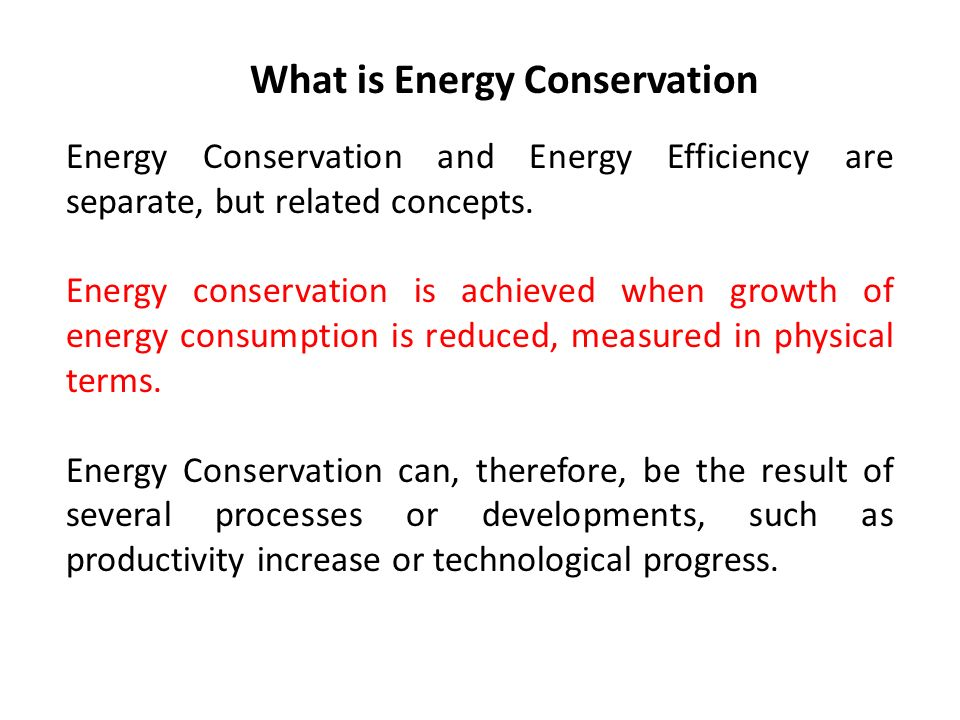 What is Energy Conservation
Energy Conservation and Energy Efficiency are
separate, but related concepts.
Energy conservation is achieved when growth of
energy consumption is reduced, measured in physical
terms.
Energy Conservation can, therefore, be the result of
several processes or developments, such as
productivity increase or technological progress.